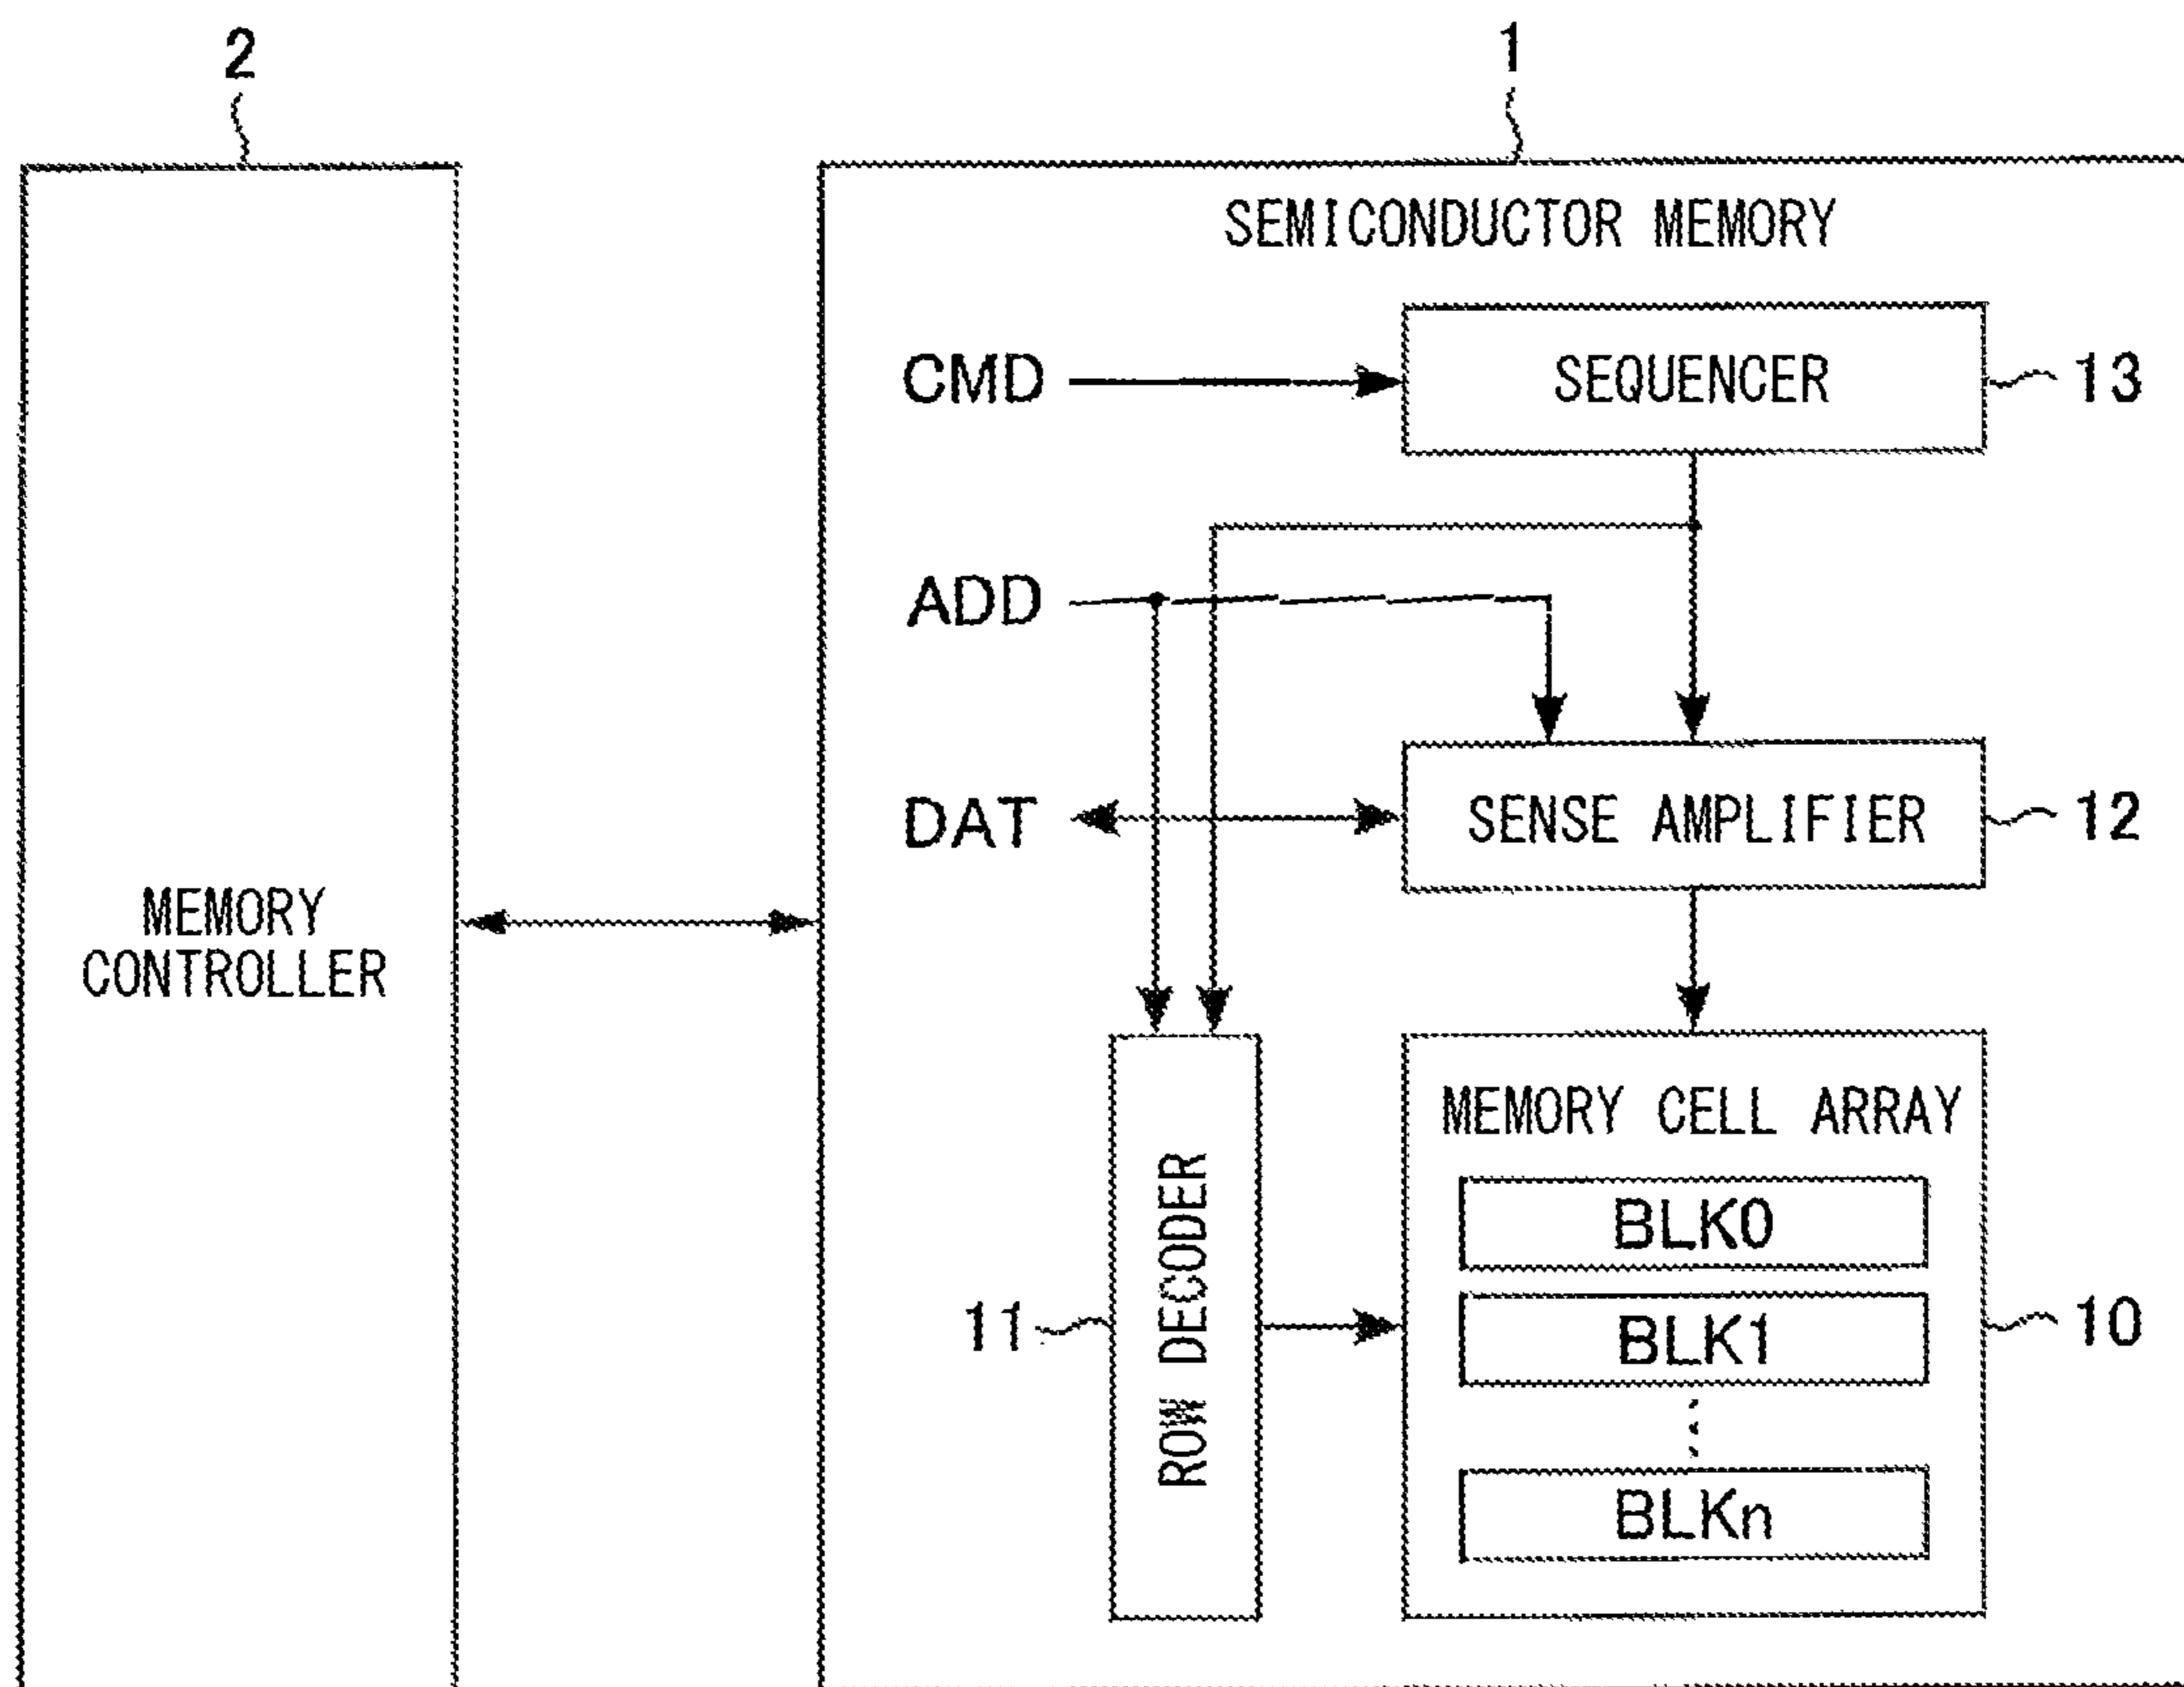 2
1
SEMICONDUCTOR MEMORY
CMD
SEQUENCER
13
ADD
DAT
SENSE AMPLIFIER
12
MEMORY
CONTROLLER
MEMORY CELL ARRAY
BLK0
11
ROW DECODER
BLK1
10
BLKn